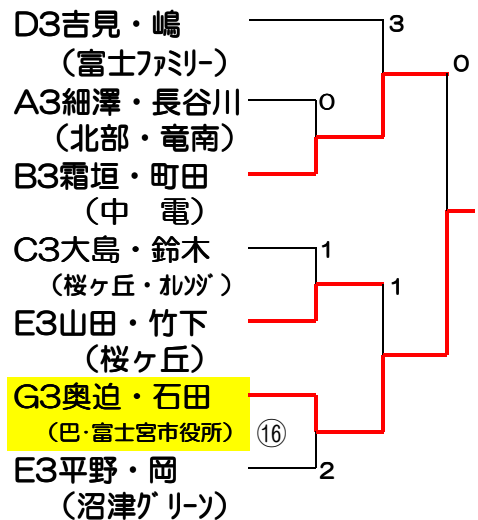 D3吉見・嶋
3
（富士ﾌｧﾐﾘｰ）
0
A3細澤・長谷川
0
（北部・竜南）
B3霜垣・町田
（中　電）
C3大島・鈴木
1
（桜ヶ丘・ｵﾚﾝｼﾞ）
1
E3山田・竹下
（桜ヶ丘）
G3奥迫・石田
（巴・富士宮市役所）
⑯
E3平野・岡
2
（沼津ｸﾞﾘｰﾝ）